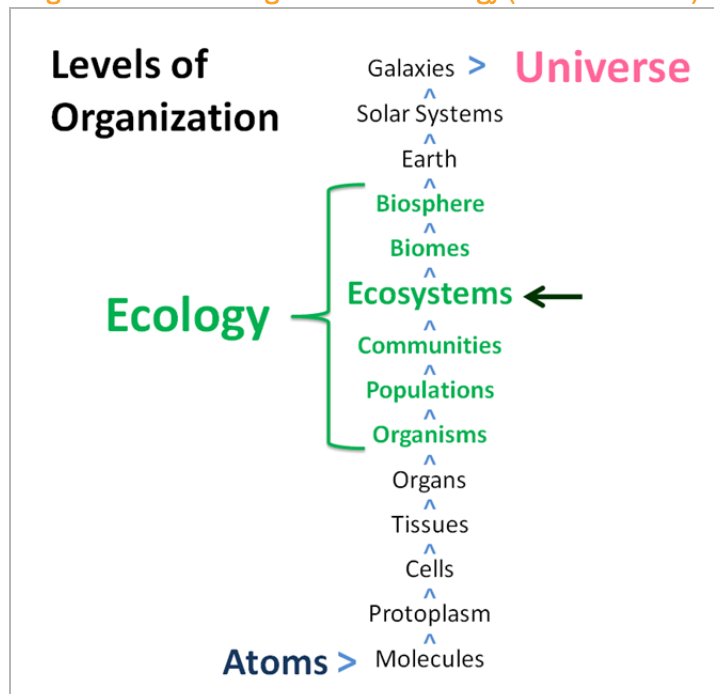 Levels of
Organization
Galaxies > Universe
^
Solar Systems
^
Earth
^
Biosphere
^
Biomes
^
Ecosystems
^
Communities
^
Populations
^
Organisms
^
Organs
^
Tissues
^
Cells
^
Protoplasm
^
Atoms > Molecules
Ecology